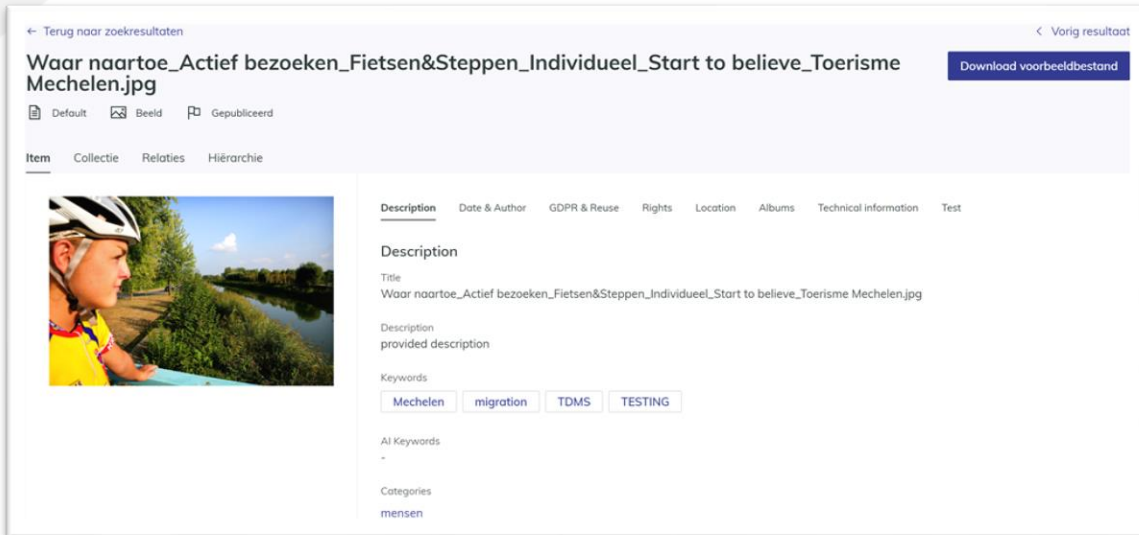 ← Terug naar zoekresultaten
< Vorig resultaat
Waar naartoe_Actief bezoeken_Fietsen&Steppen_Individueel_Start to believe_Toerisme
Mechelen.jpg
Download voorbeeldbestand
Default Beeld Gepubliceerd
Item Collectie Relaties Hiërarchie
Description Date & Author GDPR & Reuse Rights Location Albums Technical information Test
Description
Title
Waar naartoe_Actief bezoeken_Fietsen&Steppen_Individueel_Start to believe_Toerisme Mechelen.jpg
Description
provided description
Keywords
Mechelen migration TDMS TESTING
AI Keywords
-
Categories
mensen